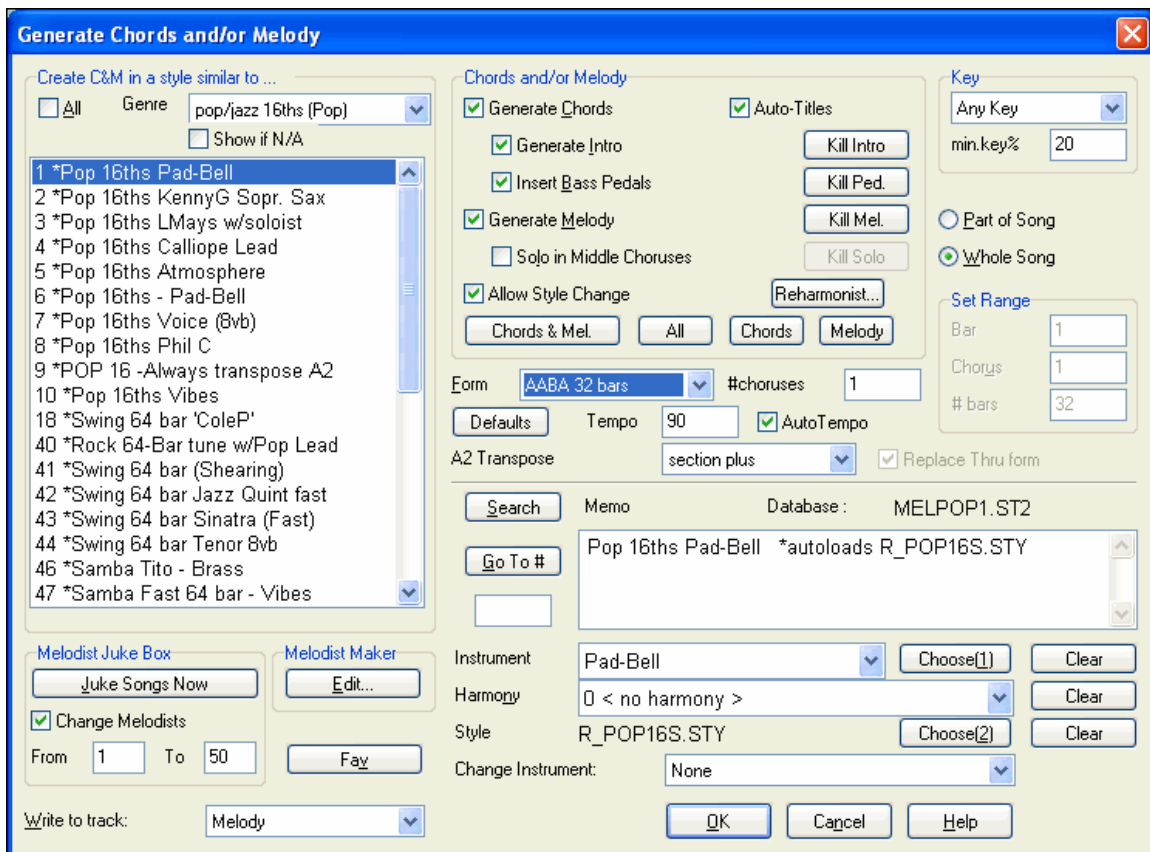 Generate Chords and/or Melody
Create C&M in a style similar to ...
All Genre pop/jazz 16ths (Pop)
Show if N/A
1 *Pop 16ths Pad-Bell
2 *Pop 16ths KennyG Sopr. Sax
3 *Pop 16ths LMays w/soloist
4 *Pop 16ths Calliope Lead
5 *Pop 16ths Atmosphere
6 *Pop 16ths - Pad-Bell
7 *Pop 16ths Voice (8vb)
8 *Pop 16ths Phil C
9 *POP 16 -Always transpose A2
10 *Pop 16ths Vibes
18 *Swing 64 bar 'ColeP'
40 *Rock 64-Bar tune w/Pop Lead
41 *Swing 64 bar (Shearing)
42 *Swing 64 bar Jazz Quint fast
43 *Swing 64 bar Sinatra (Fast)
44 *Swing 64 bar Tenor 8vb
46 *Samba Tito - Brass
47 *Samba Fast 64 bar - Vibes
Melodist Juke Box
Juke Songs Now
Change Melodists
From 1 To 50
Melodist Maker
Edit...
Fav
Write to track: Melody
Chords and/or Melody
Generate Chords Auto-Titles
Generate Intro Kill Intro
Insert Bass Pedals Kill Ped.
Generate Melody Kill Mel.
Solo in Middle Choruses Kill Solo
Allow Style Change Reharmonist...
Chords & Mel. All Chords Melody
Key
Any Key
min.key% 20
Part of Song
Whole Song
Set Range
Bar 1
Chorus 1
# bars 32
Form AABA 32 bars #choruses 1
Defaults Tempo 90 AutoTempo
A2 Transpose section plus Replace Thru form
Search Memo Database : MELPOP1.ST2
Go To # Pop 16ths Pad-Bell *autoloads R_POP16S.STY
Instrument Pad-Bell Choose(1) Clear
Harmony 0 < no harmony > Clear
Style R_POP16S.STY Choose(2) Clear
Change Instrument: None
OK Cancel Help